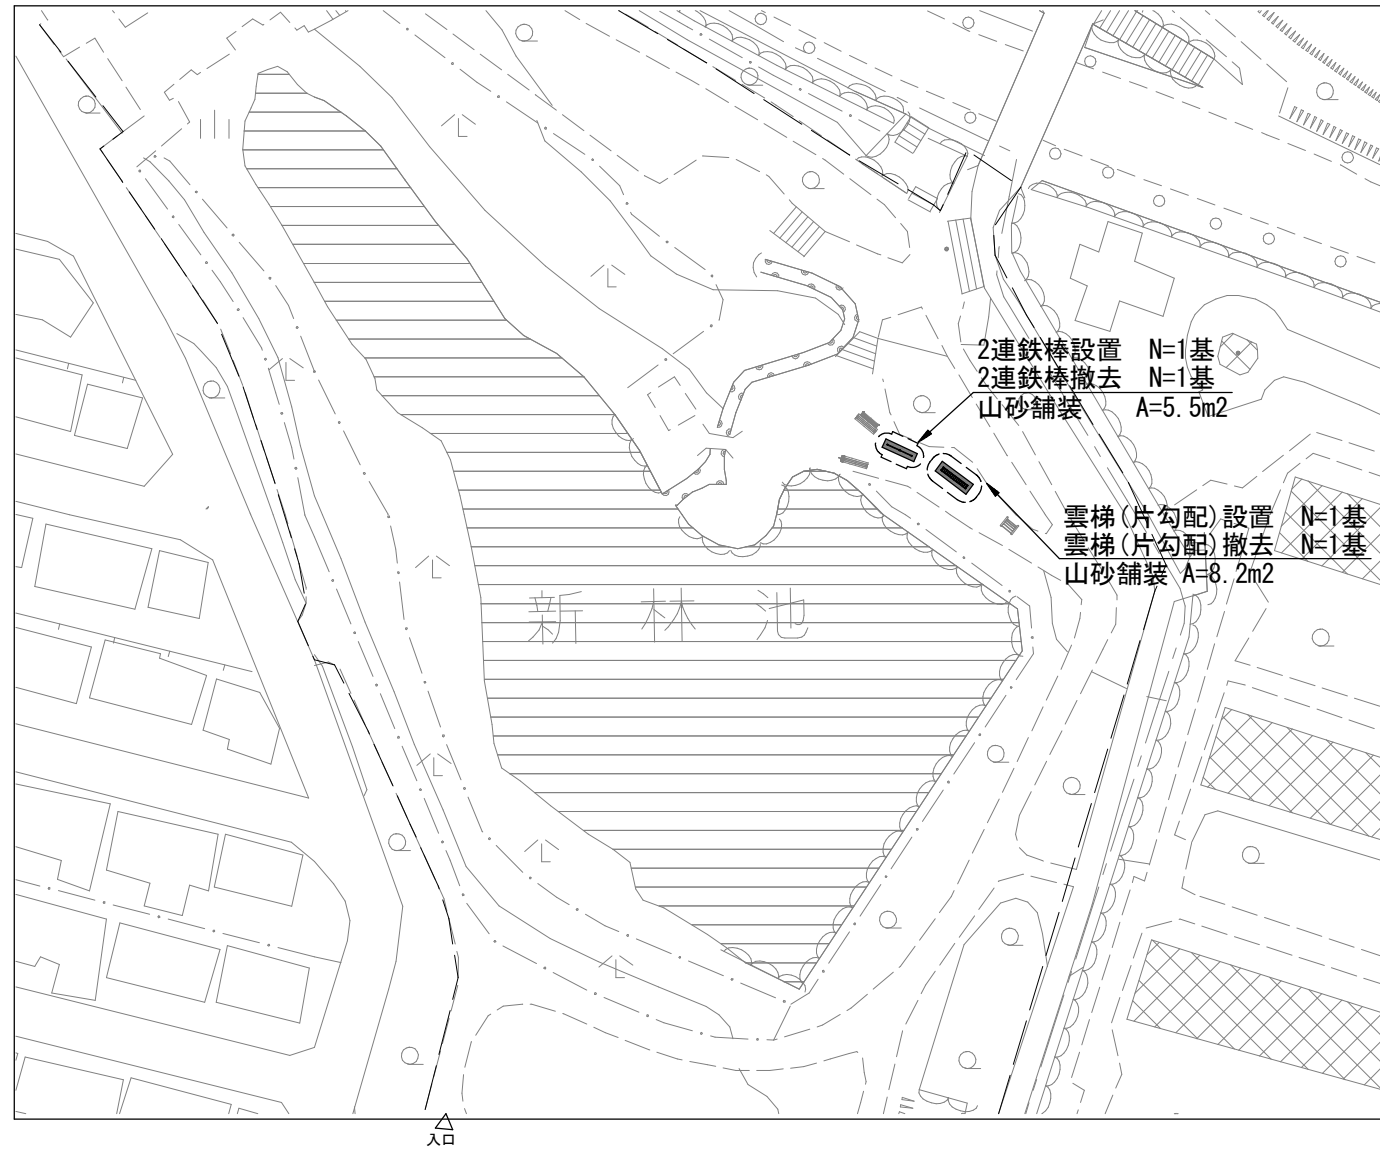 2連鉄棒設置 N=1基
2連鉄棒撤去 N=1基
山砂舗装 A=5.5m2
雲梯(片勾配)設置 N=1基
雲梯(片勾配)撤去 N=1基
山砂舗装 A=8.2m2
新林池
入口